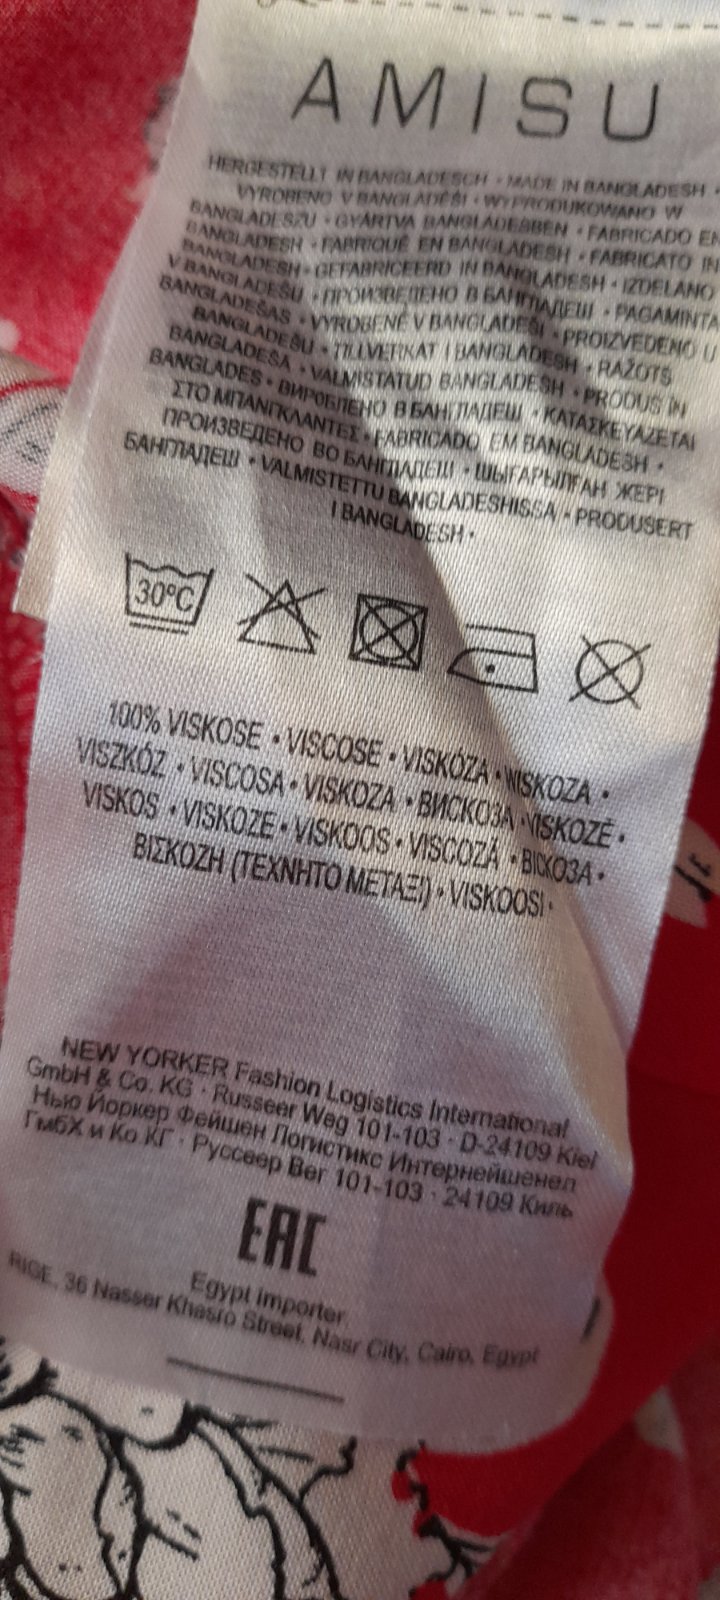 AMISU
HERGESTELLT IN BANGLADESCH • MADE IN BANGLADESH •
VYROBENO V BANGLADÉŠI • WYPRODUKOWANO W
BANGLADESZU • GYÁRTVA BANGLADESBEN • FABRICADO EN
BANGLADESH • FABRIQUÉ EN BANGLADESH • FABRICATO IN
BANGLADESH • GEFABRICEERD IN BANGLADESH • IZDELANO
V BANGLADEŠU • ПРОИЗВЕДЕНО В БАНГЛАДЕШ • PAGAMINTA
BANGLADEŠAS • VYROBENÉ V BANGLADÉŠI • PROIZVEDENO U
BANGLADEŠU • TILLVERKAT I BANGLADESH • RAŽOTS
BANGLADEŠA • VALMISTATUD BANGLADESH • PRODUS ÎN
BANGLADES • ВИРОБЛЕНО В БАНГЛАДЕШ • ΚΑΤΑΣΚΕΥΑΖΕΤΑΙ
ΣΤΟ ΜΠΑΝΓΚΛΑΝΤΕΣ • FABRICADO EM BANGLADESH •
ПРОИЗВЕДЕНО ВО БАНГЛАДЕШ • ШЫҒАРЫЛҒАН ЖЕРІ
БАНГЛАДЕШ • VALMISTETTU BANGLADESHISSA • PRODUSERT
I BANGLADESH •
30°C
100% VISKOSE • VISCOSE • VISKÓZA • WISKOZA •
VISZKÓZ • VISCOSA • VISKOZA • ВИСКОЗА • VISKOZĖ •
VISKOS • VISKOZE • VISKOOS • VISCOZĂ • ВІСКОЗА •
ΒΙΣΚΟΖΗ (ΤΕΧΝΗΤΟ ΜΕΤΑΞΙ) • VISKOOSI •
NEW YORKER Fashion Logistics International
GmbH & Co. KG · Russeer Weg 101-103 · D-24109 Kiel
Нью Йоркер Фейшен Логистикс Интернейшенел
ГмбХ и Ко.КГ · Руссеер Вег 101-103 · 24109 Киль
EAC
Egypt importer:
RIGE, 36 Nasser Khasro Street, Nasr City, Cairo, Egypt